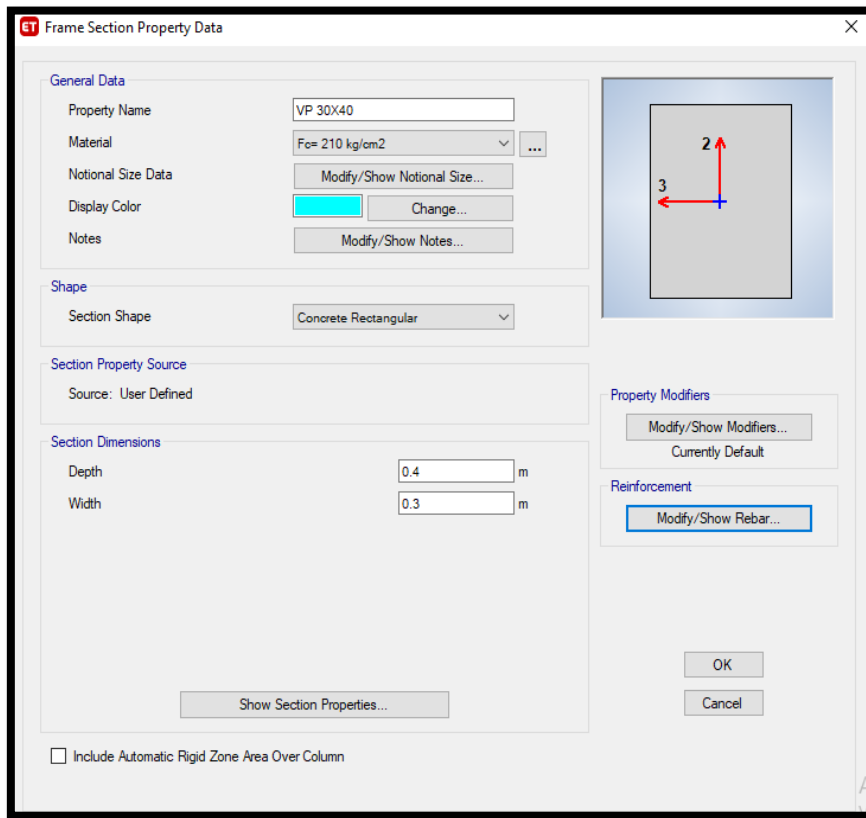 ET Frame Section Property Data
General Data
Property Name VP 30X40
Material Fc= 210 kg/cm2 ...
Notional Size Data Modify/Show Notional Size...
Display Color Change...
Notes Modify/Show Notes...
Shape
Section Shape Concrete Rectangular
Section Property Source
Source: User Defined
Section Dimensions
Depth 0.4 m
Width 0.3 m
Show Section Properties...
Include Automatic Rigid Zone Area Over Column
2
3
Property Modifiers
Modify/Show Modifiers...
Currently Default
Reinforcement
Modify/Show Rebar...
OK
Cancel